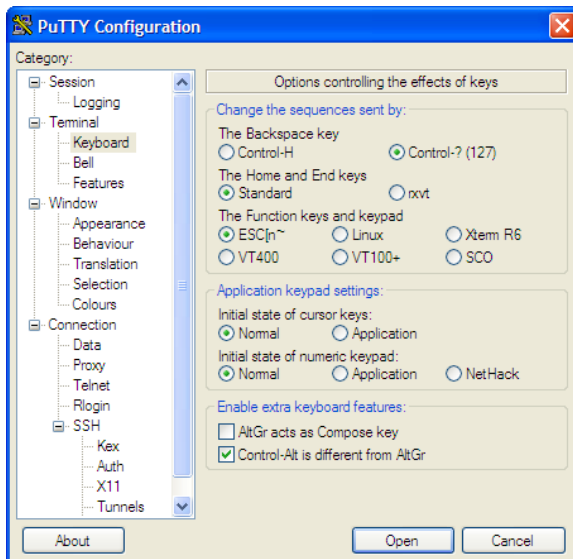 PuTTY Configuration
Category:
Session
Logging
Terminal
Keyboard
Bell
Features
Window
Appearance
Behaviour
Translation
Selection
Colours
Connection
Data
Proxy
Telnet
Rlogin
SSH
Kex
Auth
X11
Tunnels
Options controlling the effects of keys
Change the sequences sent by:
The Backspace key
Control-H Control-? (127)
The Home and End keys
Standard rxvt
The Function keys and keypad
ESC[n~ Linux Xterm R6
VT400 VT100+ SCO
Application keypad settings:
Initial state of cursor keys:
Normal Application
Initial state of numeric keypad:
Normal Application NetHack
Enable extra keyboard features:
AltGr acts as Compose key
Control-Alt is different from AltGr
About Open Cancel